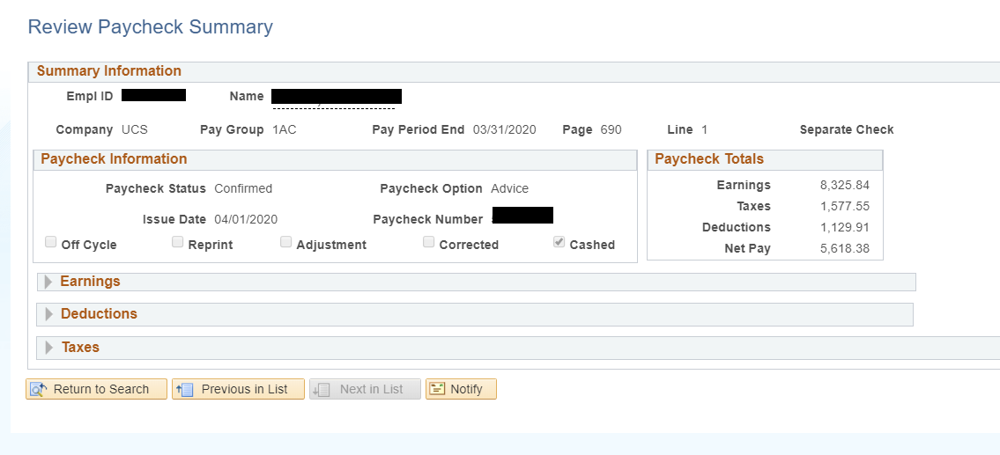 Review Paycheck Summary
Summary Information
Empl ID Name
Company UCS Pay Group 1AC Pay Period End 03/31/2020 Page 690 Line 1 Separate Check
Paycheck Information
Paycheck Status Confirmed Paycheck Option Advice
Issue Date 04/01/2020 Paycheck Number
Off Cycle Reprint Adjustment Corrected Cashed
Paycheck Totals
Earnings 8,325.84
Taxes 1,577.55
Deductions 1,129.91
Net Pay 5,618.38
Earnings
Deductions
Taxes
Return to Search Previous in List Next in List Notify